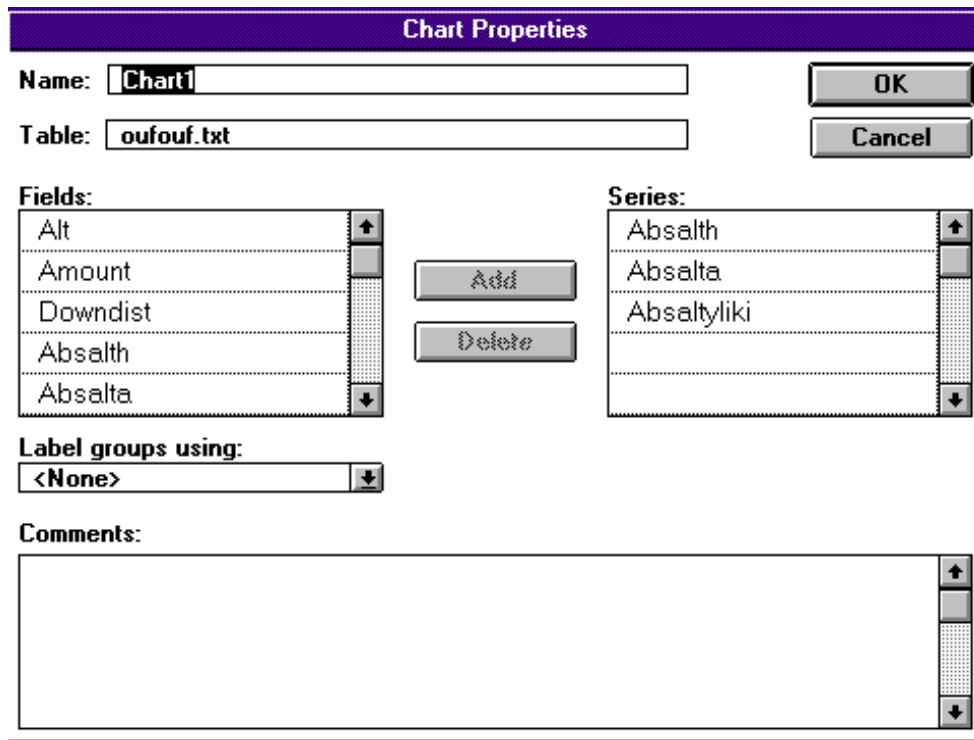 Chart Properties
Name: Chart1
OK
Table: oufouf.txt
Cancel
Fields:
Alt
Amount
Downdist
Absalth
Absalta
Add
Delete
Series:
Absalth
Absalta
Absaltyliki
Label groups using:
<None>
Comments: